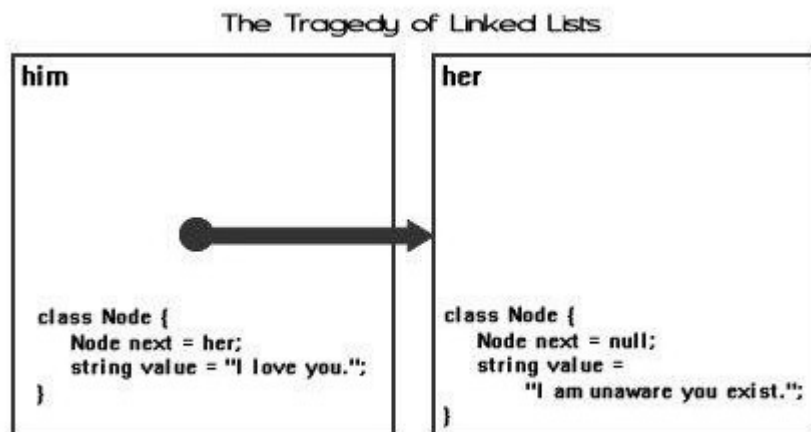 The Tragedy of Linked Lists
him
class Node {
Node next = her;
string value = "I love you.";
}
her
class Node {
Node next = null;
string value =
"I am unaware you exist.";
}